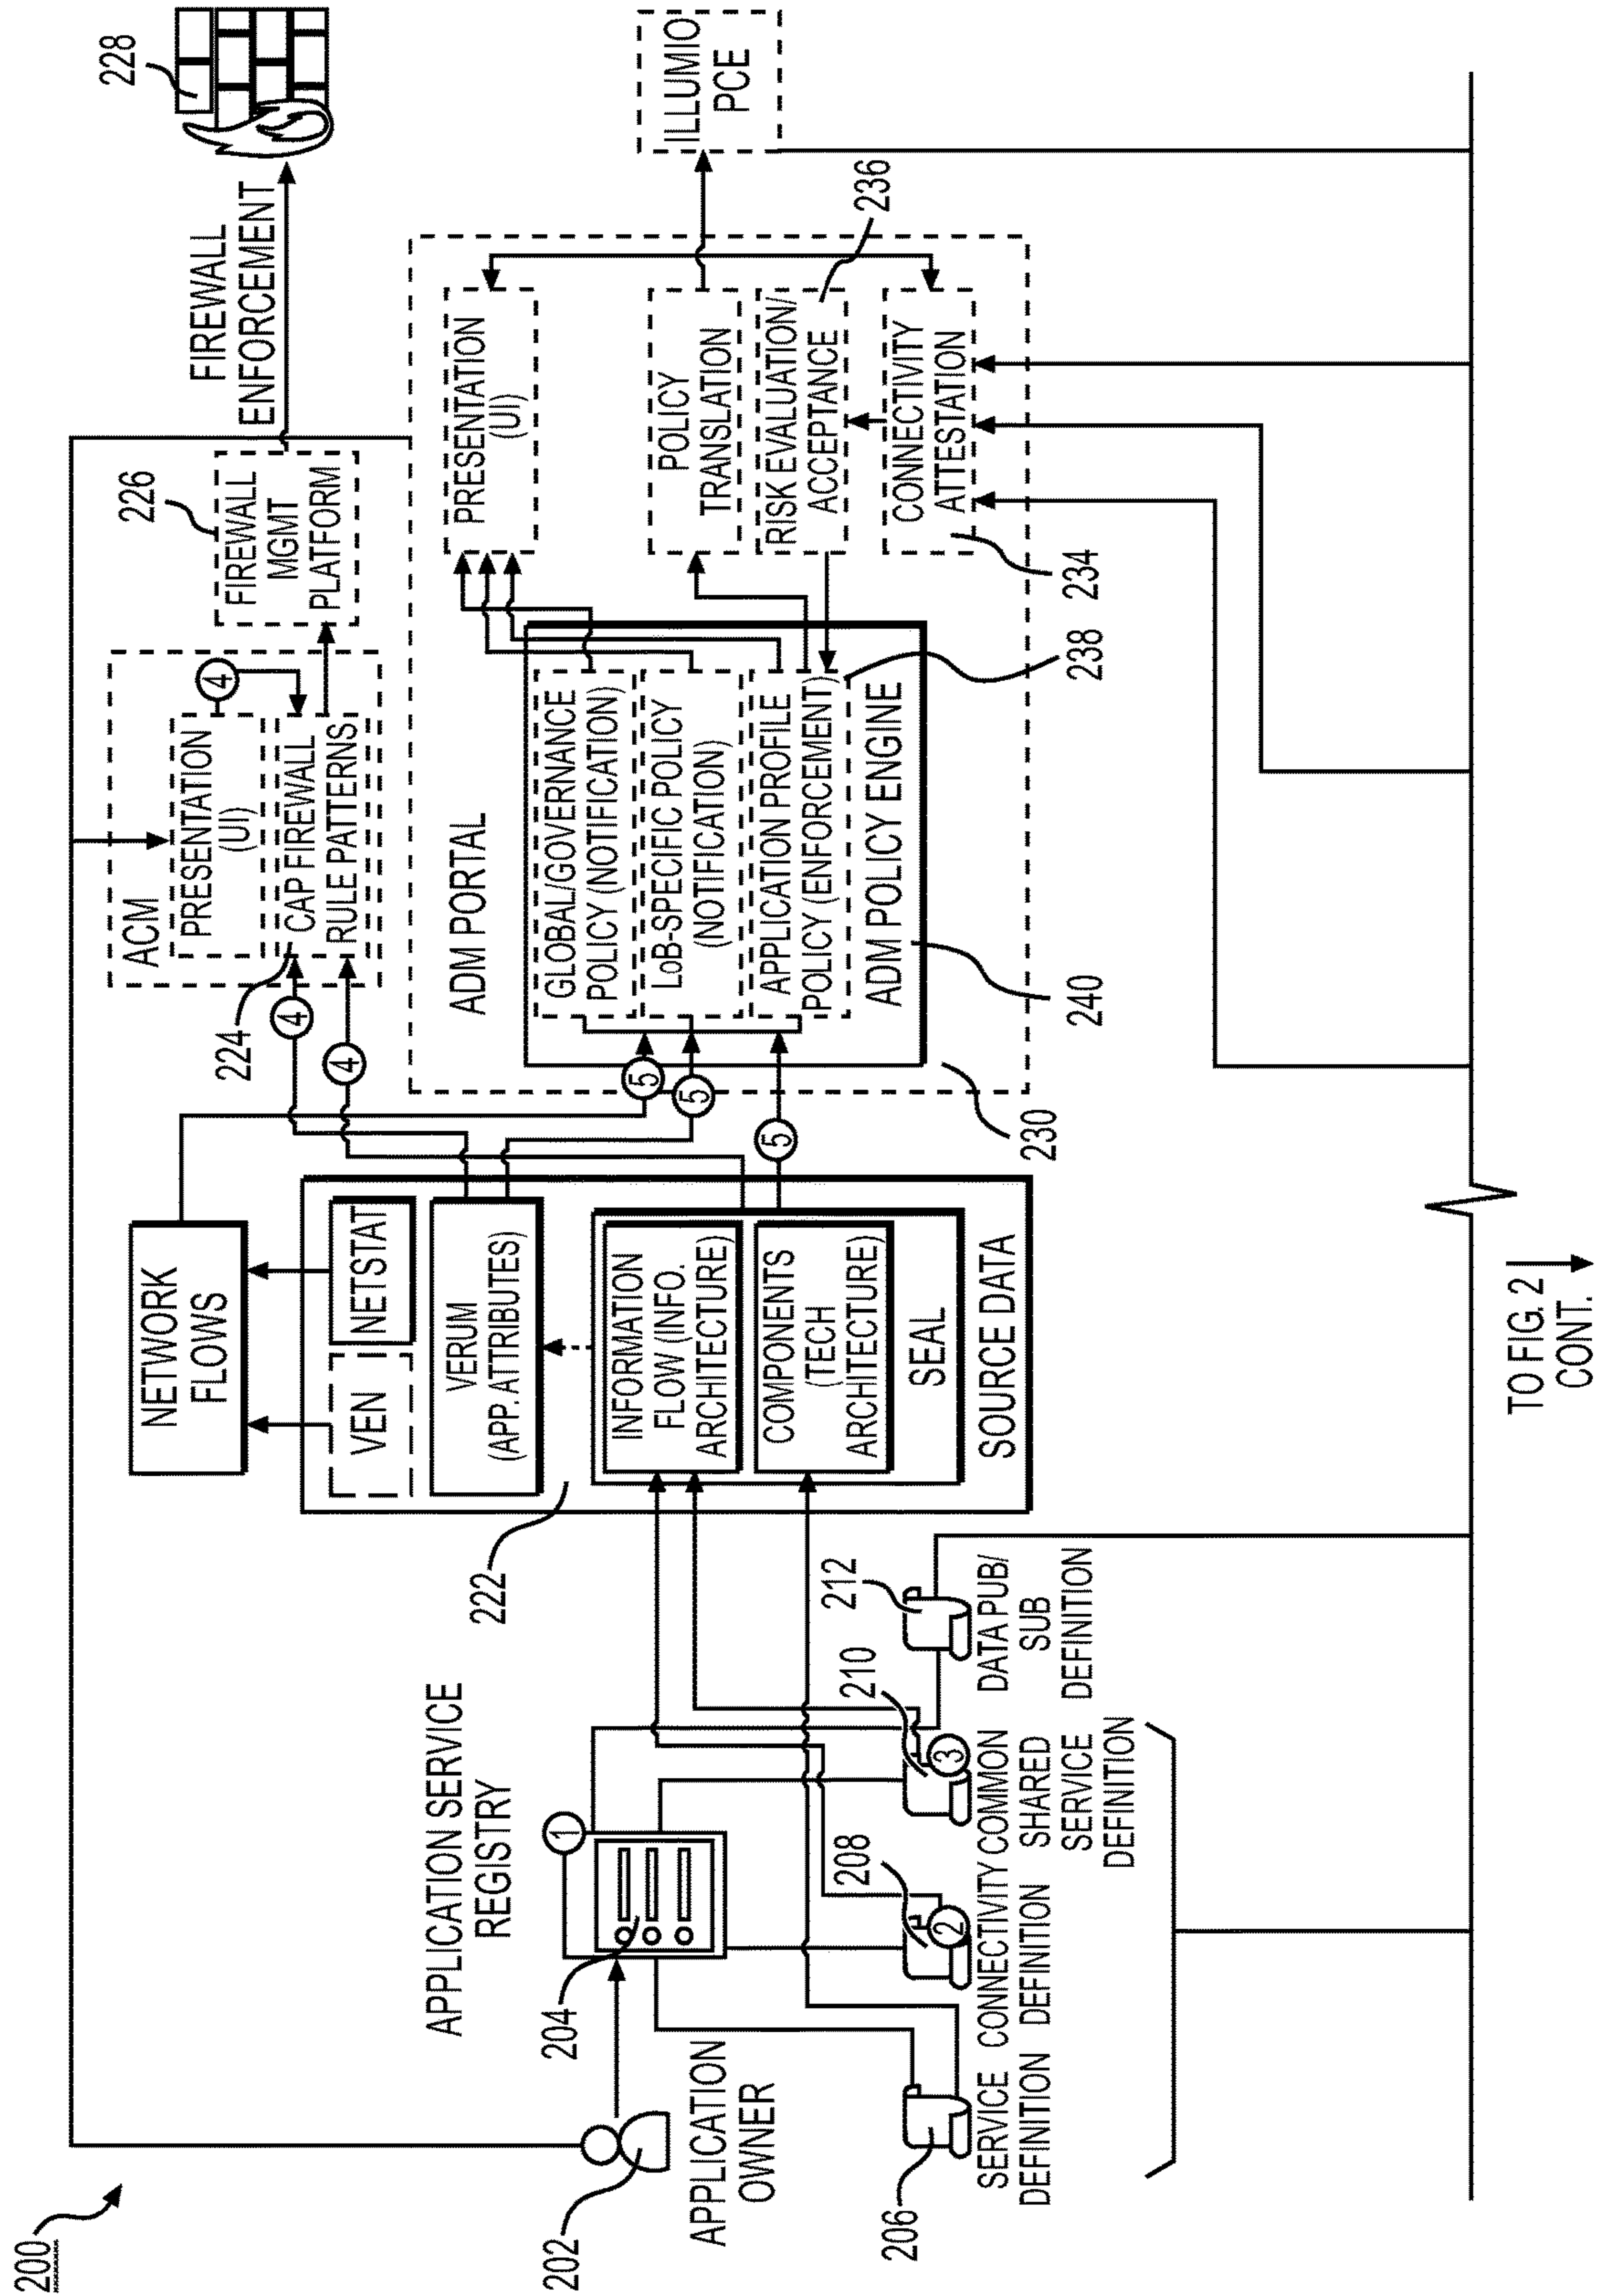 200
202
APPLICATION
OWNER
APPLICATION SERVICE
REGISTRY
204
1
206
SERVICE
DEFINITION
208
2
CONNECTIVITY
DEFINITION
210
3
COMMON
SHARED
SERVICE
DEFINITION
212
DATA PUB/
SUB
DEFINITION
NETWORK
FLOWS
VEN
NETSTAT
VERUM
(APP. ATTRIBUTES)
222
INFORMATION
FLOW (INFO.
ARCHITECTURE)
COMPONENTS
(TECH
ARCHITECTURE)
SEAL
SOURCE DATA
4
4
5
5
5
224
ACM
PRESENTATION
(UI)
4
CAP FIREWALL
RULE PATTERNS
226
FIREWALL
MGMT
PLATFORM
FIREWALL
ENFORCEMENT
228
ADM PORTAL
230
GLOBAL/GOVERNANCE
POLICY (NOTIFICATION)
LoB-SPECIFIC POLICY
(NOTIFICATION)
APPLICATION PROFILE
POLICY (ENFORCEMENT)
ADM POLICY ENGINE
238
240
PRESENTATION
(UI)
POLICY
TRANSLATION
RISK EVALUATION/
ACCEPTANCE
236
CONNECTIVITY
ATTESTATION
234
ILLUMIO
PCE
TO FIG. 2
CONT.